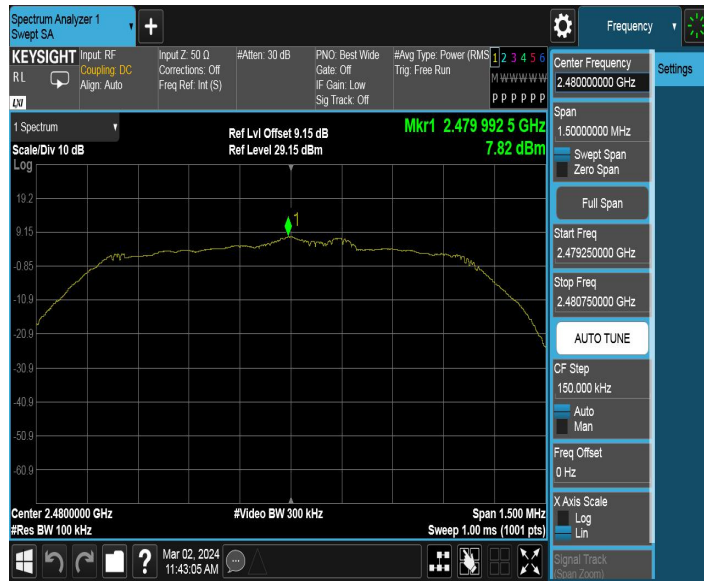 Spectrum Analyzer 1
Swept SA
Frequency
KEYSIGHT
RL
LXI
Input: RF
Coupling: DC
Align: Auto
Input Z: 50 Ω
Corrections: Off
Freq Ref: Int (S)
#Atten: 30 dB
PNO: Best Wide
Gate: Off
IF Gain: Low
Sig Track: Off
#Avg Type: Power (RMS
Trig: Free Run
1 2 3 4 5 6
M W W W W W
P P P P P P
Center Frequency
2.480000000 GHz
Settings
Span
1.50000000 MHz
Swept Span
Zero Span
Full Span
Start Freq
2.479250000 GHz
Stop Freq
2.480750000 GHz
AUTO TUNE
CF Step
150.000 kHz
Auto
Man
Freq Offset
0 Hz
X Axis Scale
Log
Lin
Signal Track
(Span Zoom)
1 Spectrum
Scale/Div 10 dB
Log
Ref Lvl Offset 9.15 dB
Ref Level 29.15 dBm
Mkr1 2.479 992 5 GHz
7.82 dBm
1
19.2
9.15
-0.85
-10.9
-20.9
-30.9
-40.9
-50.9
-60.9
Center 2.4800000 GHz
#Res BW 100 kHz
#Video BW 300 kHz
Span 1.500 MHz
Sweep 1.00 ms (1001 pts)
?
Mar 02, 2024
11:43:05 AM